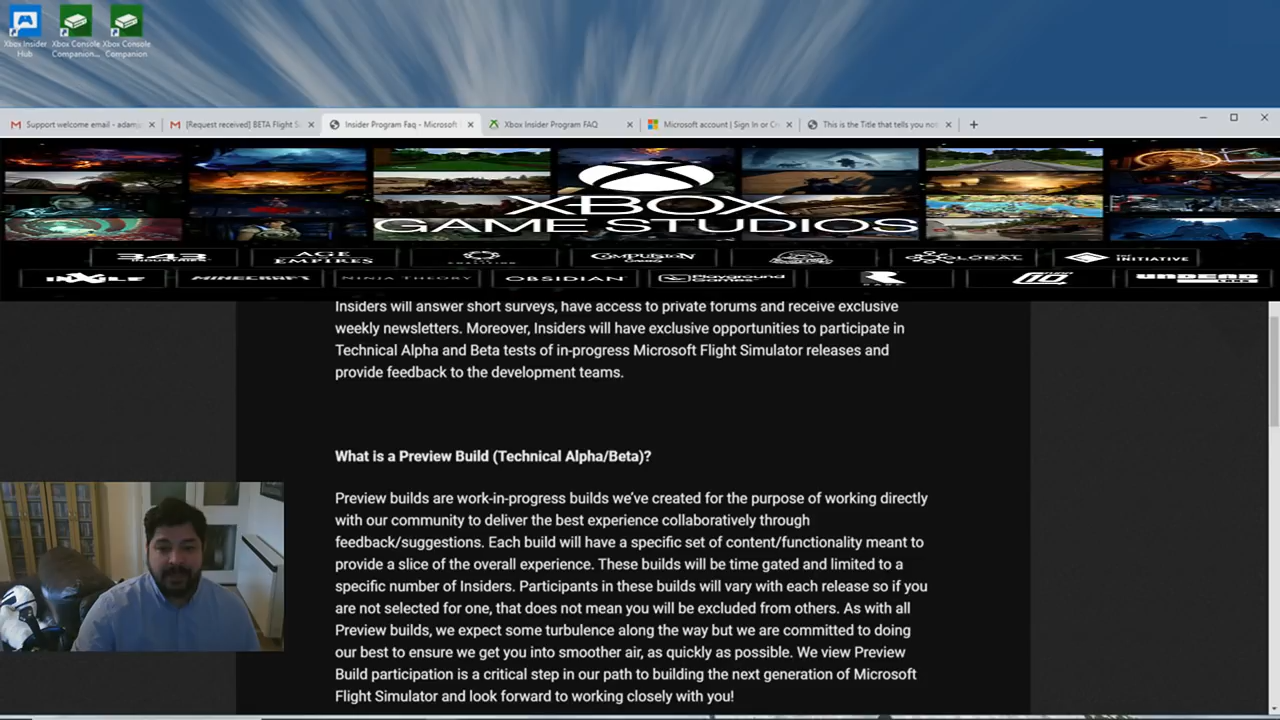 Xbox Insider
Hub
Xbox Console
Companion...
Xbox Console
Companion
Support welcome email - adam
[Request received] BETA Flight S
Insider Program Faq - Microsoft
Xbox Insider Program FAQ
Microsoft account | Sign In or Cr
This is the Title that tells you no
XBOX
GAME STUDIOS
343
AGE
EMPIRES
COMPULSION
GLOBAL
THE INITIATIVE
INXILE
MINECRAFT
NINJA THEORY
OBSIDIAN
Playground
Games
RARE
UNDEAD
LABS
Insiders will answer short surveys, have access to private forums and receive exclusive
weekly newsletters. Moreover, Insiders will have exclusive opportunities to participate in
Technical Alpha and Beta tests of in-progress Microsoft Flight Simulator releases and
provide feedback to the development teams.
What is a Preview Build (Technical Alpha/Beta)?
Preview builds are work-in-progress builds we've created for the purpose of working directly
with our community to deliver the best experience collaboratively through
feedback/suggestions. Each build will have a specific set of content/functionality meant to
provide a slice of the overall experience. These builds will be time gated and limited to a
specific number of Insiders. Participants in these builds will vary with each release so if you
are not selected for one, that does not mean you will be excluded from others. As with all
Preview builds, we expect some turbulence along the way but we are committed to doing
our best to ensure we get you into smoother air, as quickly as possible. We view Preview
Build participation is a critical step in our path to building the next generation of Microsoft
Flight Simulator and look forward to working closely with you!